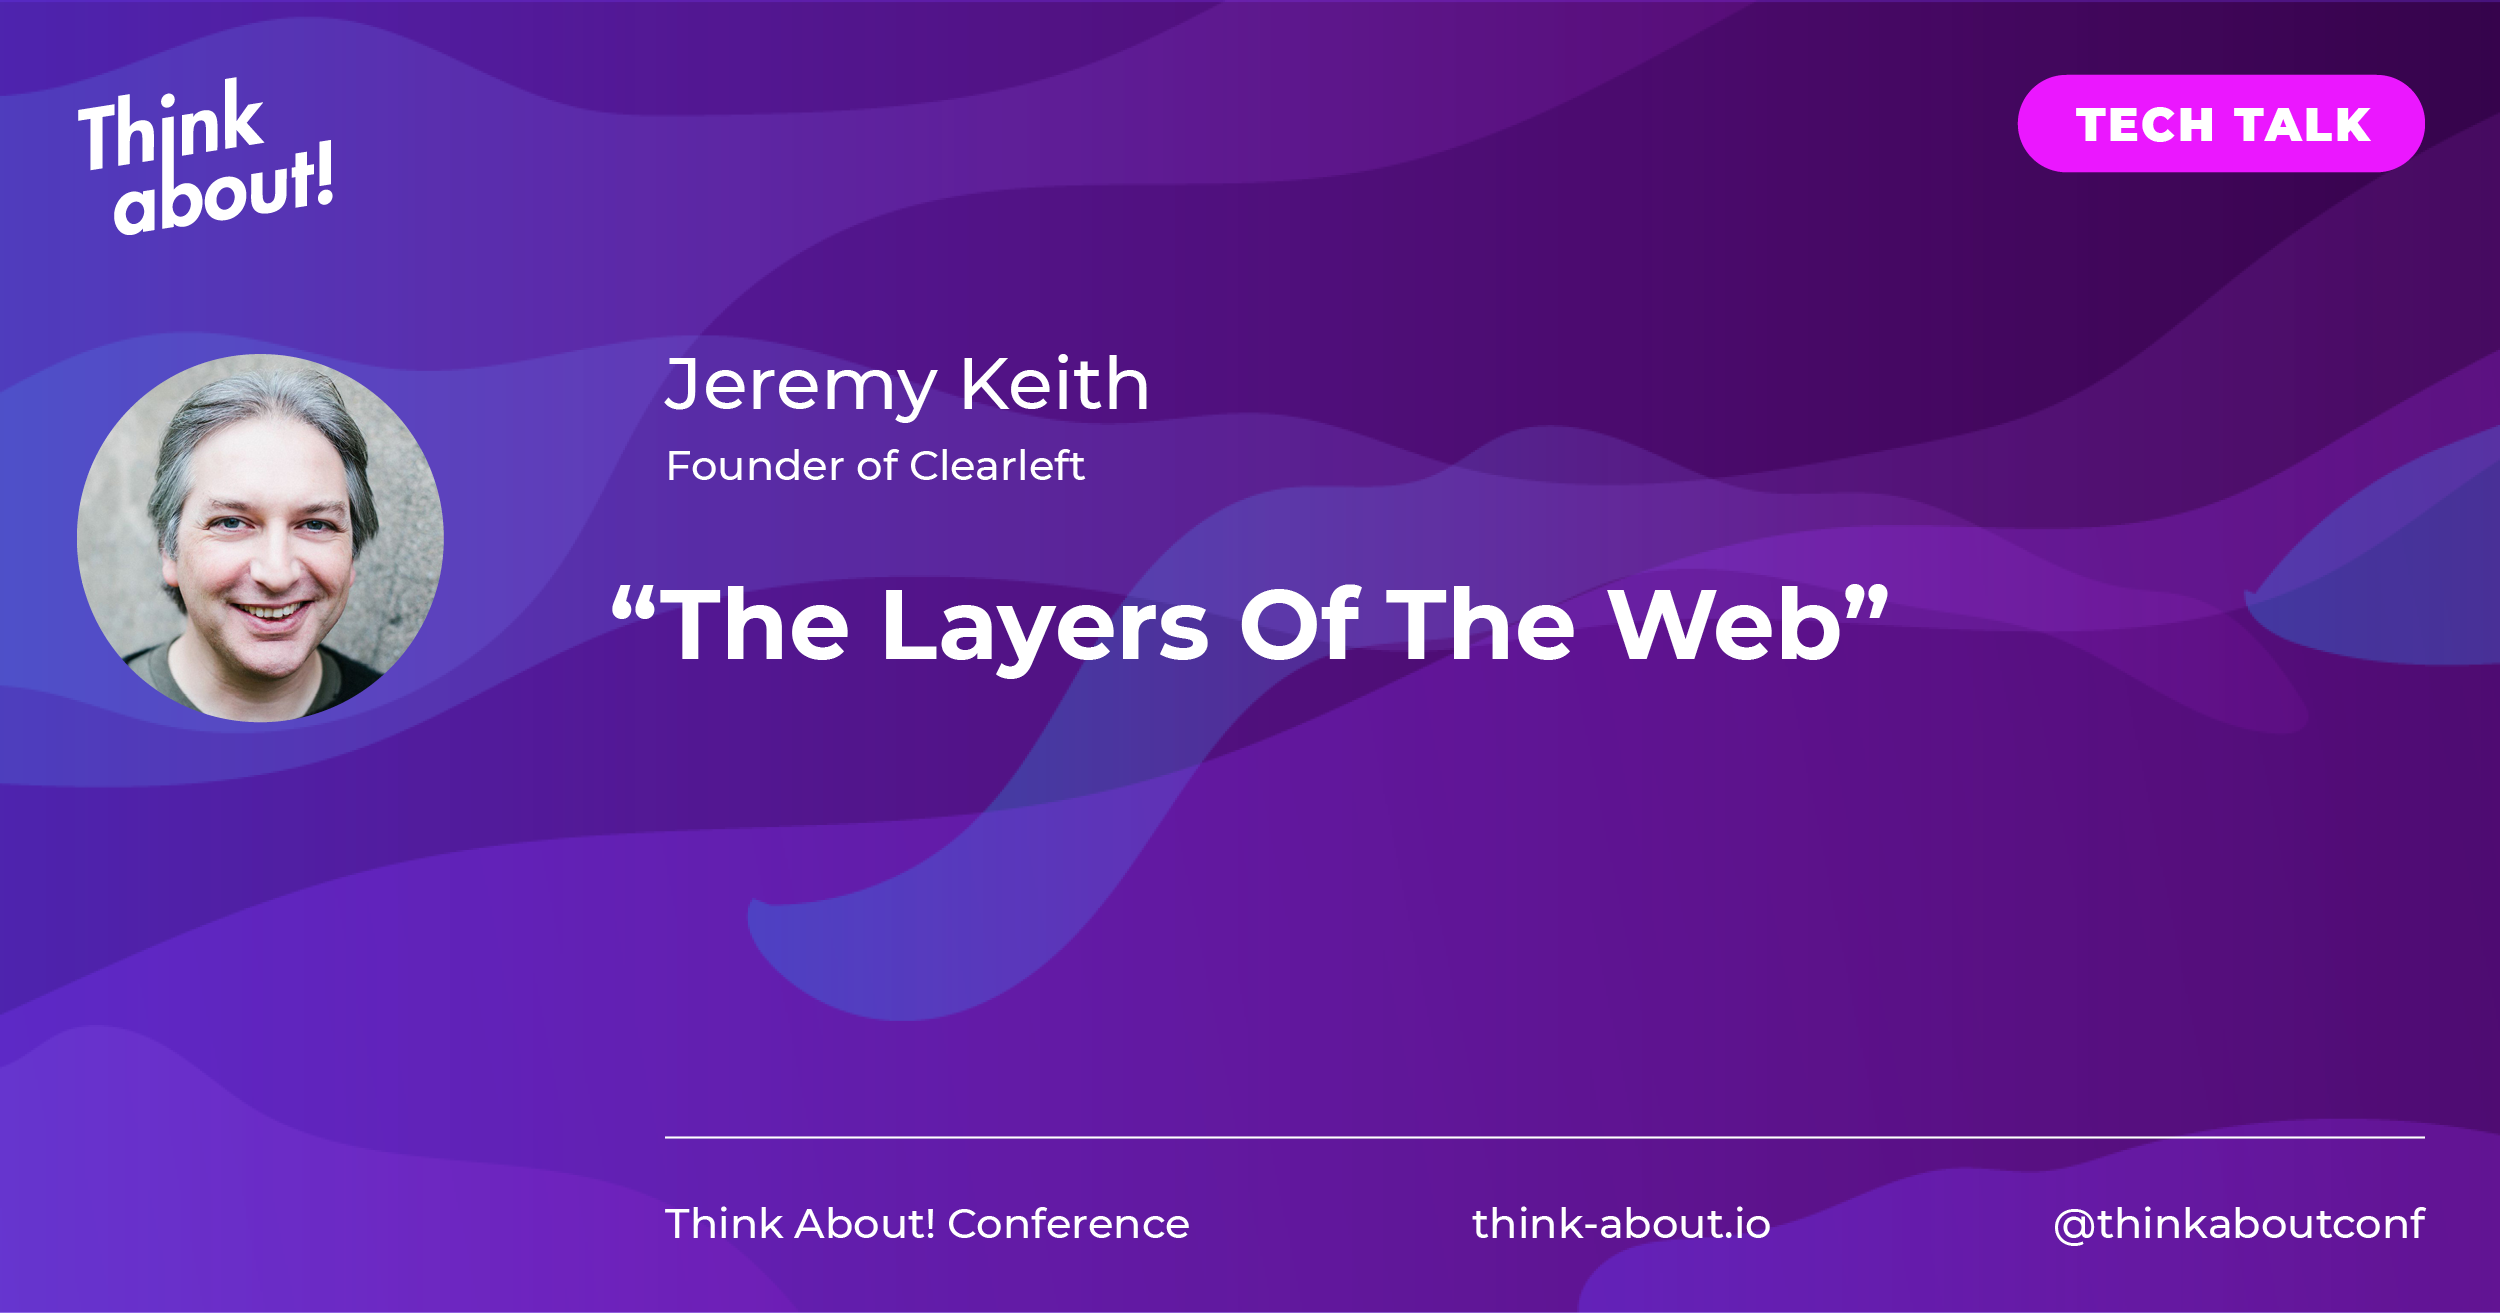 Think
about!
TECH TALK
Jeremy Keith
Founder of Clearleft
“The Layers Of The Web”
Think About! Conference
think-about.io
@thinkaboutconf